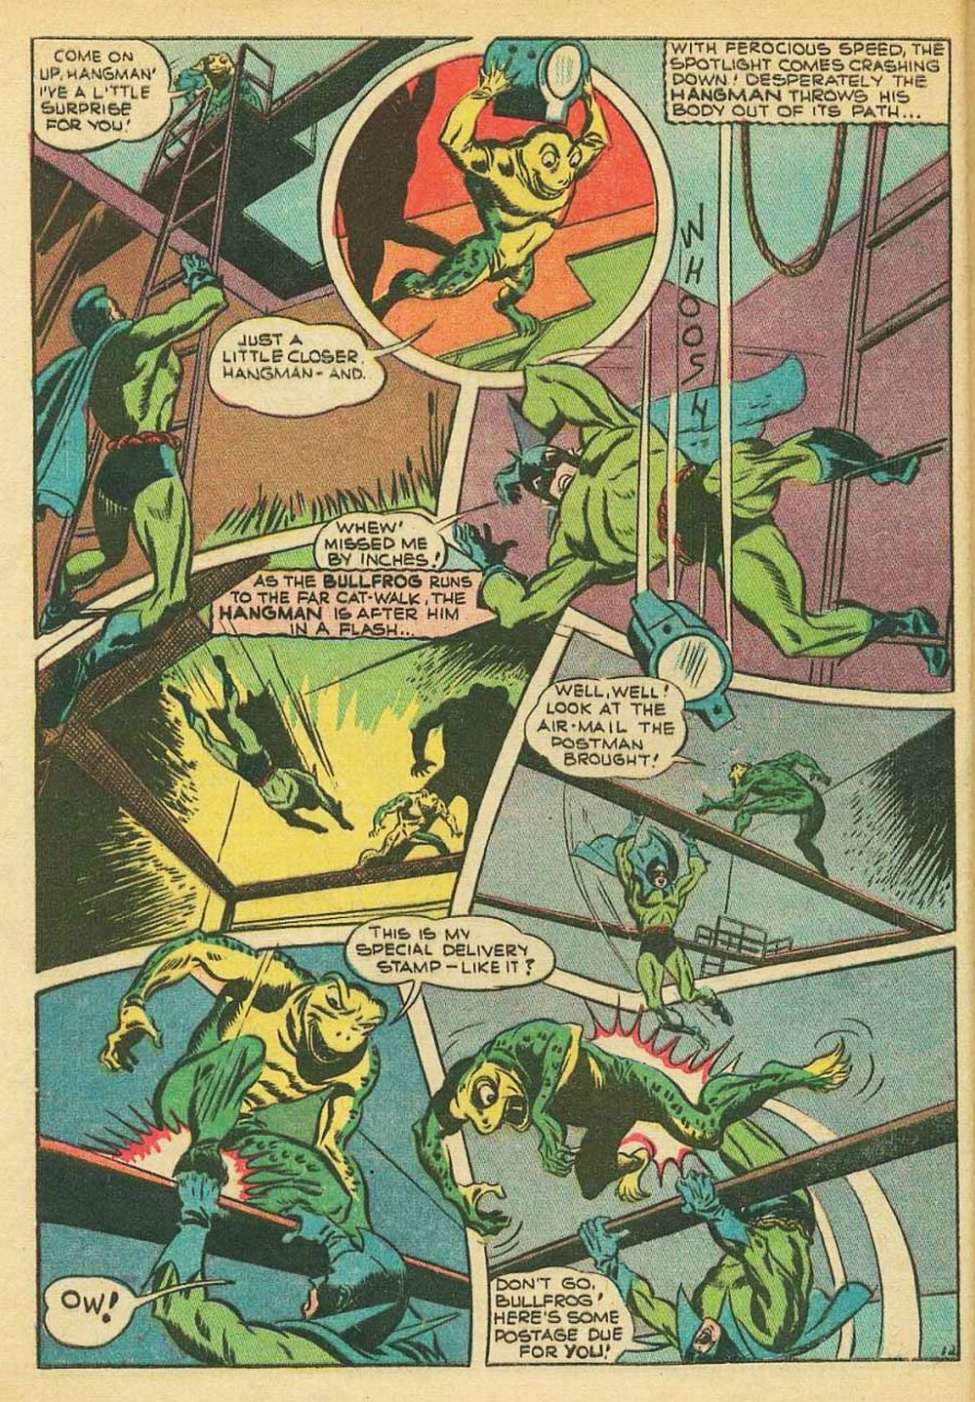 COME ON
UP, HANGMAN'
I'VE A L'TTLE
SURPRISE
FOR YOU!
JUST A
LITTLE CLOSER,
HANGMAN - AND.
WITH FEROCIOUS SPEED, THE
SPOTLIGHT COMES CRASHING
DOWN! DESPERATELY THE
HANGMAN THROWS HIS
BODY OUT OF ITS PATH...
WHOOSH
WHEW'
MISSED ME
BY INCHES!
AS THE BULLFROG RUNS
TO THE FAR CAT-WALK, THE
HANGMAN IS AFTER HIM
IN A FLASH...
WELL, WELL!
LOOK AT THE
AIR-MAIL THE
POSTMAN
BROUGHT!
THIS IS MY
SPECIAL DELIVERY
STAMP - LIKE IT?
OW!
DON'T GO,
BULLFROG!
HERE'S SOME
POSTAGE DUE
FOR YOU!
12